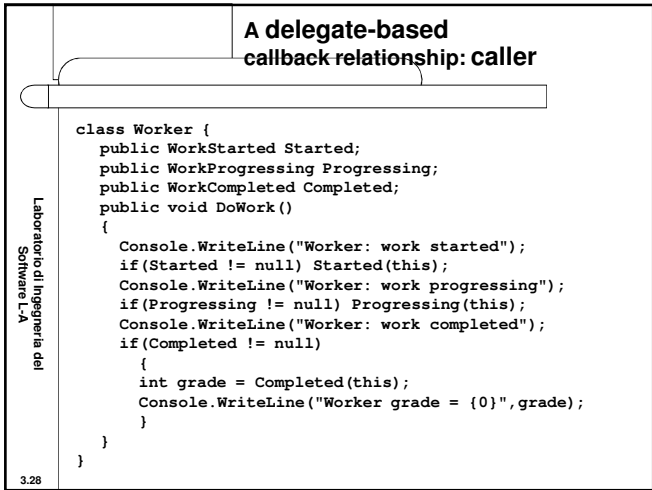 A delegate-based
callback relationship: caller
class Worker {
public WorkStarted Started;
public WorkProgressing Progressing;
public WorkCompleted Completed;
public void DoWork()
{
Console.WriteLine("Worker: work started");
if(Started != null) Started(this);
Console.WriteLine("Worker: work progressing");
if(Progressing != null) Progressing(this);
Console.WriteLine("Worker: work completed");
if(Completed != null)
{
int grade = Completed(this);
Console.WriteLine("Worker grade = {0}",grade);
}
}
}
Laboratorio di Ingegneria del
Software L-A
3.28